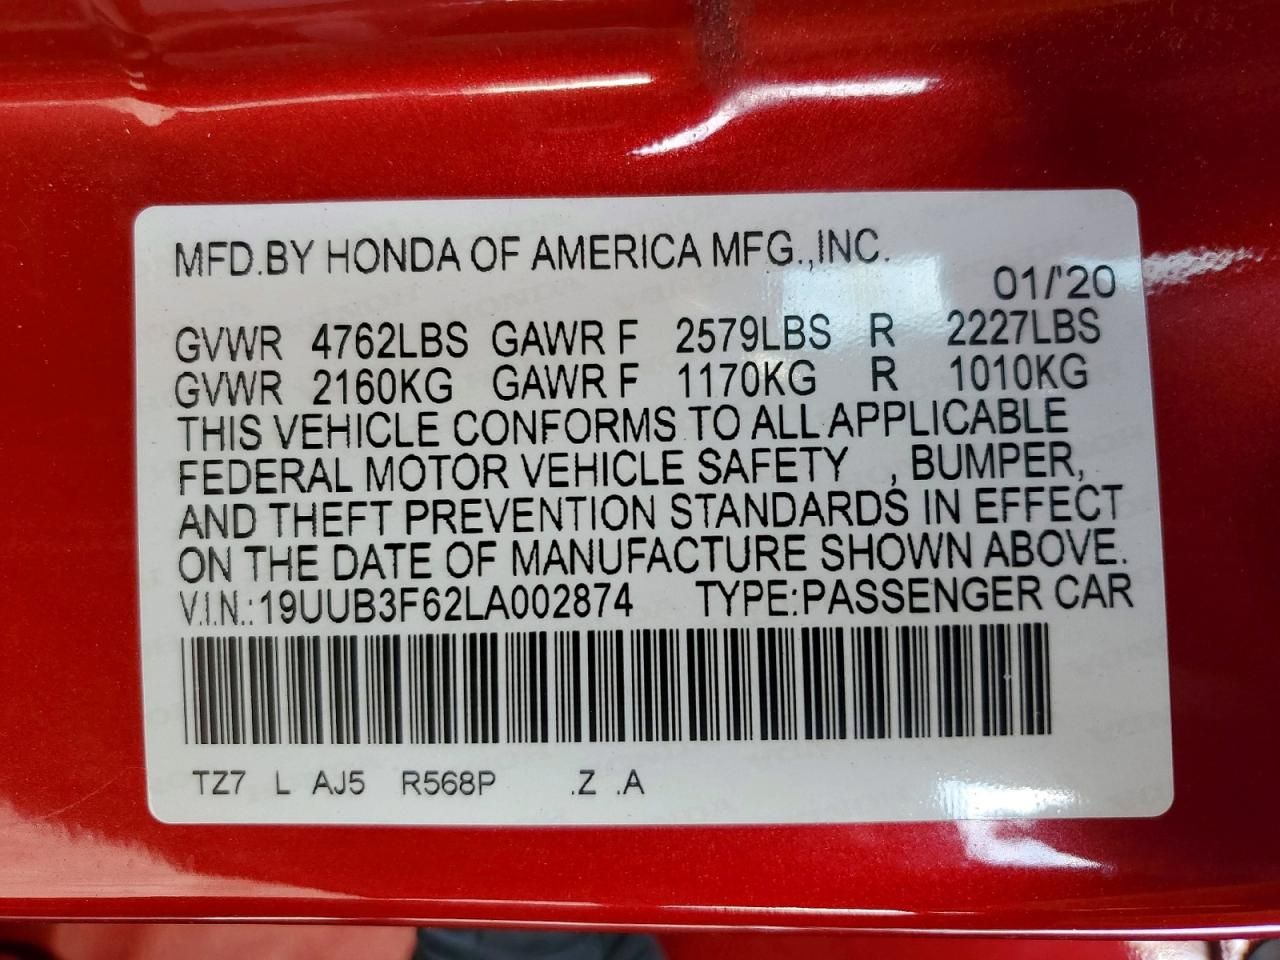 MFD.BY HONDA OF AMERICA MFG.,INC.
01/'20
GVWR 4762LBS GAWR F 2579LBS R 2227LBS
GVWR 2160KG GAWR F 1170KG R 1010KG
THIS VEHICLE CONFORMS TO ALL APPLICABLE
FEDERAL MOTOR VEHICLE SAFETY , BUMPER,
AND THEFT PREVENTION STANDARDS IN EFFECT
ON THE DATE OF MANUFACTURE SHOWN ABOVE.
V.I.N.:19UUB3F62LA002874 TYPE:PASSENGER CAR
TZ7 L AJ5 R568P .Z .A